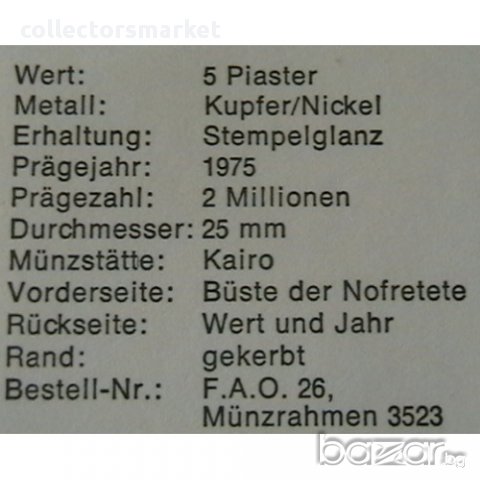 collectorsmarket
Wert: 5 Piaster
Metall: Kupfer/Nickel
Erhaltung: Stempelglanz
Prägejahr: 1975
Prägezahl: 2 Millionen
Durchmesser: 25 mm
Münzstätte: Kairo
Vorderseite: Büste der Nofretete
Rückseite: Wert und Jahr
Rand: gekerbt
Bestell-Nr.: F.A.O. 26,
Münzrahmen 3523
bazar.бг